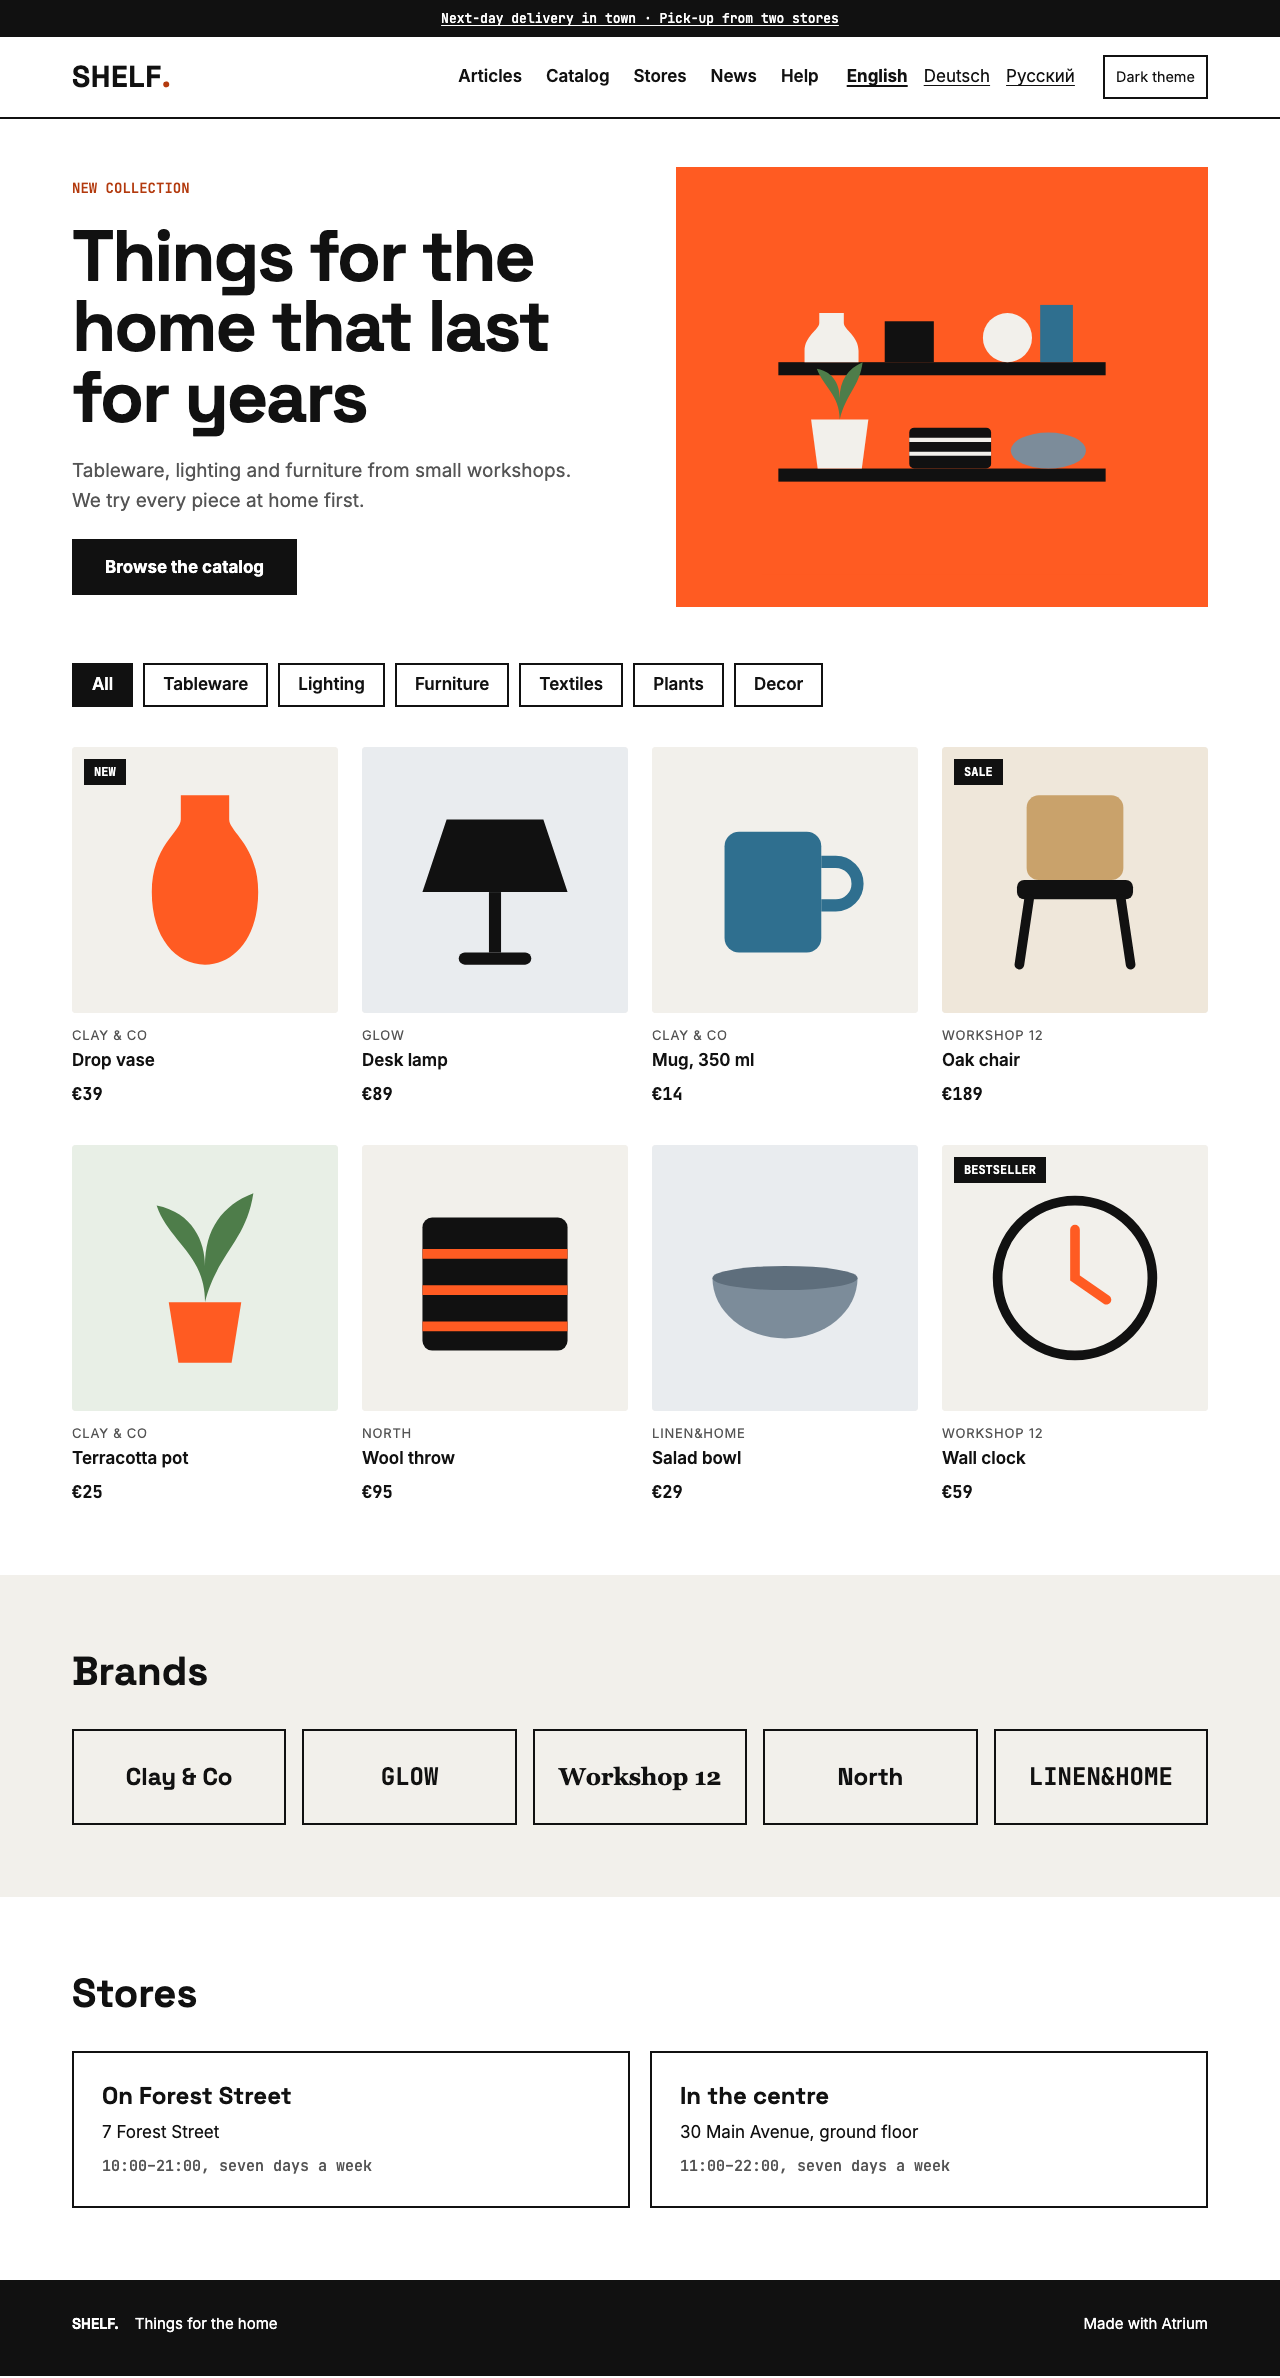 Next-day delivery in town · Pick-up from two stores
SHELF.
Articles Catalog Stores News Help English Deutsch Русский Dark theme
NEW COLLECTION
Things for the
home that last
for years
Tableware, lighting and furniture from small workshops.
We try every piece at home first.
Browse the catalog
All Tableware Lighting Furniture Textiles Plants Decor
NEW
SALE
CLAY & CO
Drop vase
€39
GLOW
Desk lamp
€89
CLAY & CO
Mug, 350 ml
€14
WORKSHOP 12
Oak chair
€189
BESTSELLER
CLAY & CO
Terracotta pot
€25
NORTH
Wool throw
€95
LINEN&HOME
Salad bowl
€29
WORKSHOP 12
Wall clock
€59
Brands
Clay & Co
GLOW
Workshop 12
North
LINEN&HOME
Stores
On Forest Street
7 Forest Street
10:00–21:00, seven days a week
In the centre
30 Main Avenue, ground floor
11:00–22:00, seven days a week
SHELF. Things for the home
Made with Atrium